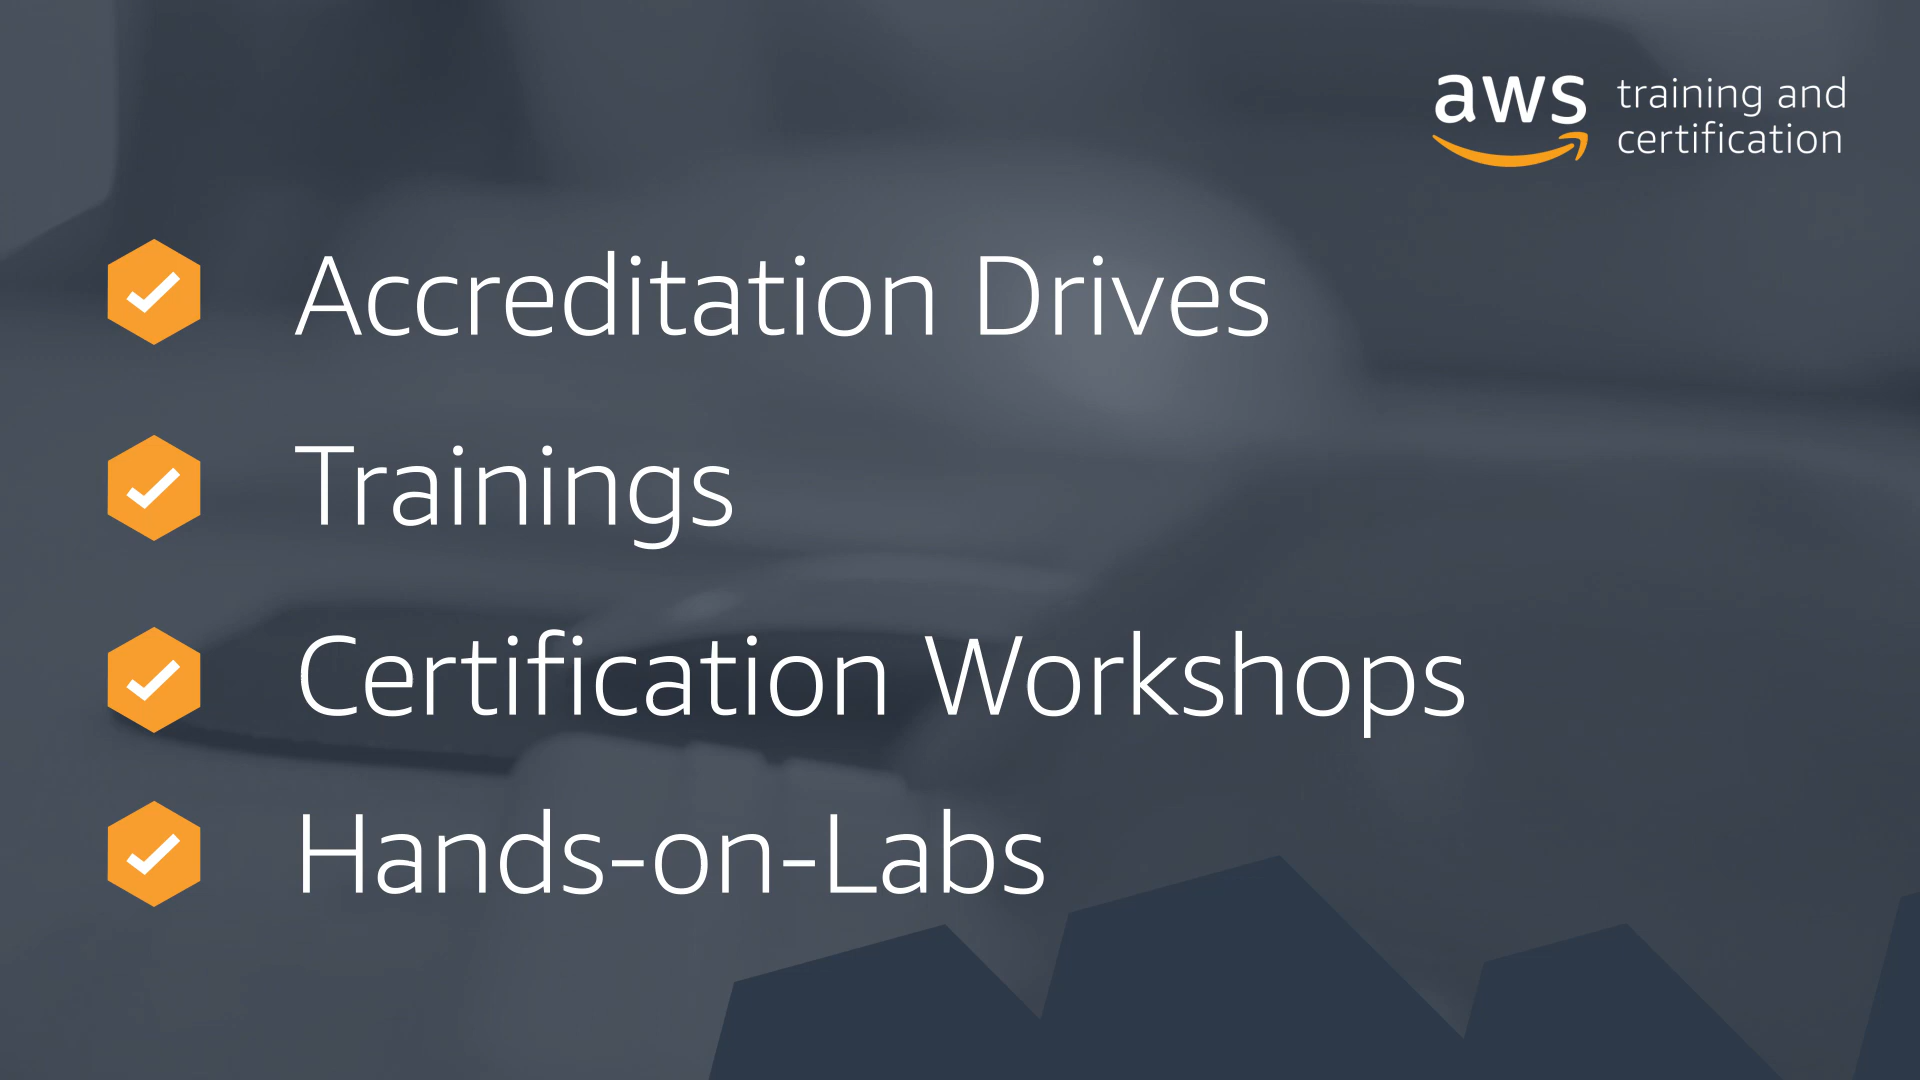 aws training and
certification
Accreditation Drives
Trainings
Certification Workshops
Hands-on-Labs